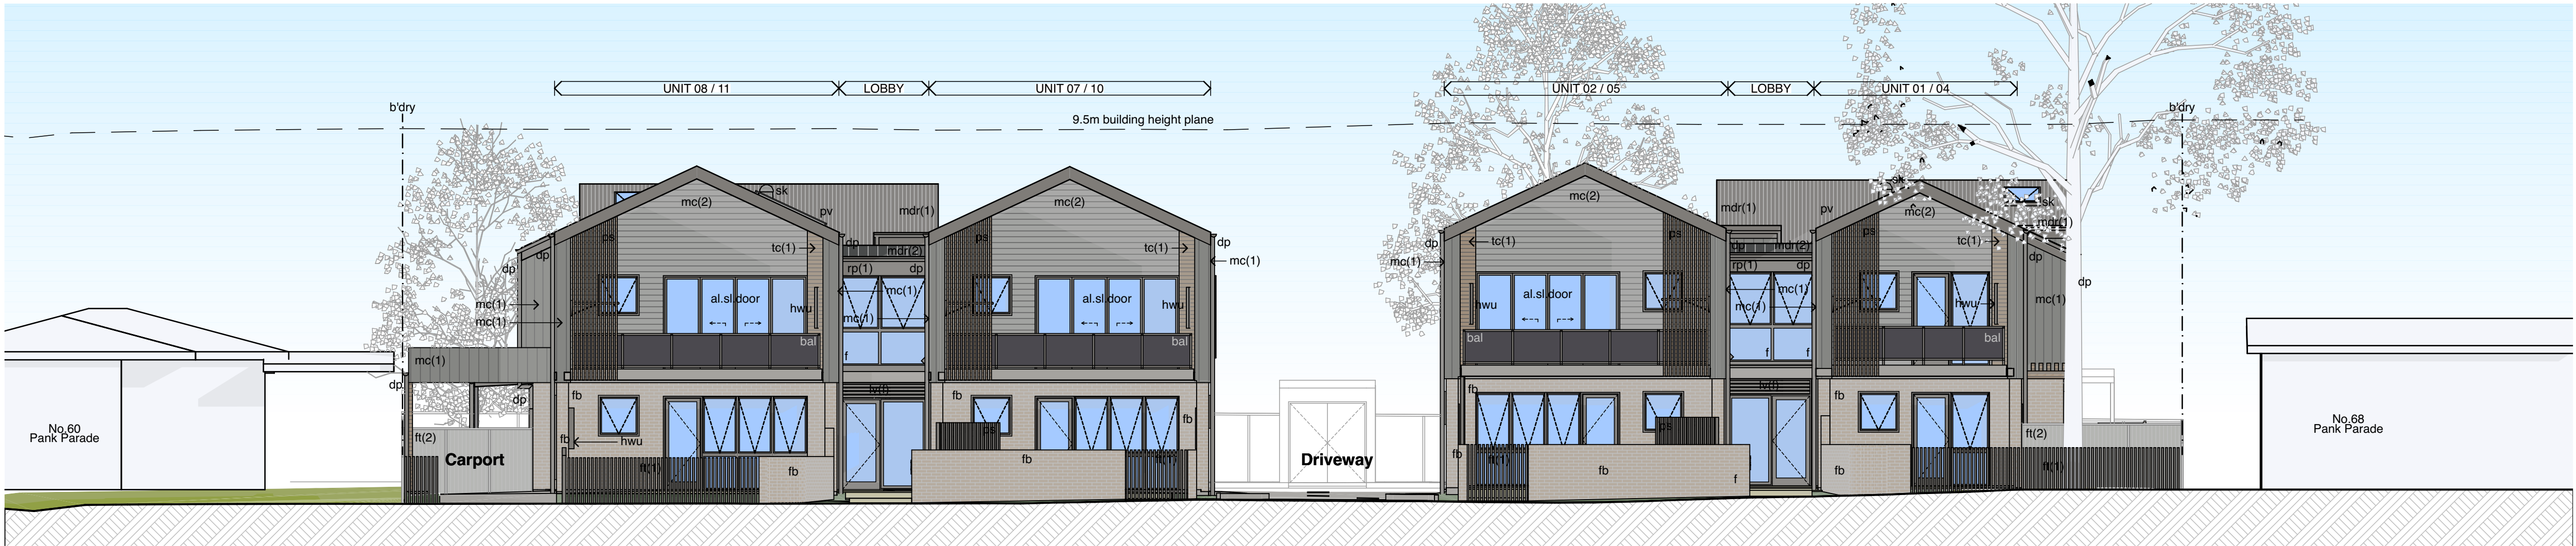 UNIT 08 / 11
LOBBY
UNIT 07 / 10
UNIT 02 / 05
LOBBY
UNIT 01 / 04
b'dry
b'dry
9.5m building height plane
sk
sk
sk
mc(2)
mc(2)
mc(2)
mc(2)
pv
mdr(1)
mdr(1)
pv
mdr(1)
ps
ps
ps
ps
tc(1)
dp
mdr(2)
tc(1)
dp
dp
tc(1)
dp
mdr(2)
tc(1)
dp
dp
dp
rp(1)
dp
mc(1)
mc(1)
rp(1)
dp
dp
mc(1)
mc(1)
mc(1)
mc(1)
al.sl.door
hwu
al.sl.door
hwu
hwu
al.sl.door
mc(1)
hwu
mc(1)
mc(1)
mc(1)
bal
bal
bal
bal
f
f
f
mc(1)
dp
lv(f)
lv(f)
dp
fb
fb
fb
fb
fb
ps
ps
ft(2)
fb
hwu
ft(2)
No.60
Pank Parade
No.68
Pank Parade
Carport
ft(1)
fb
fb
ft(1)
Driveway
fb
ft(1)
fb
f
fb
ft(1)